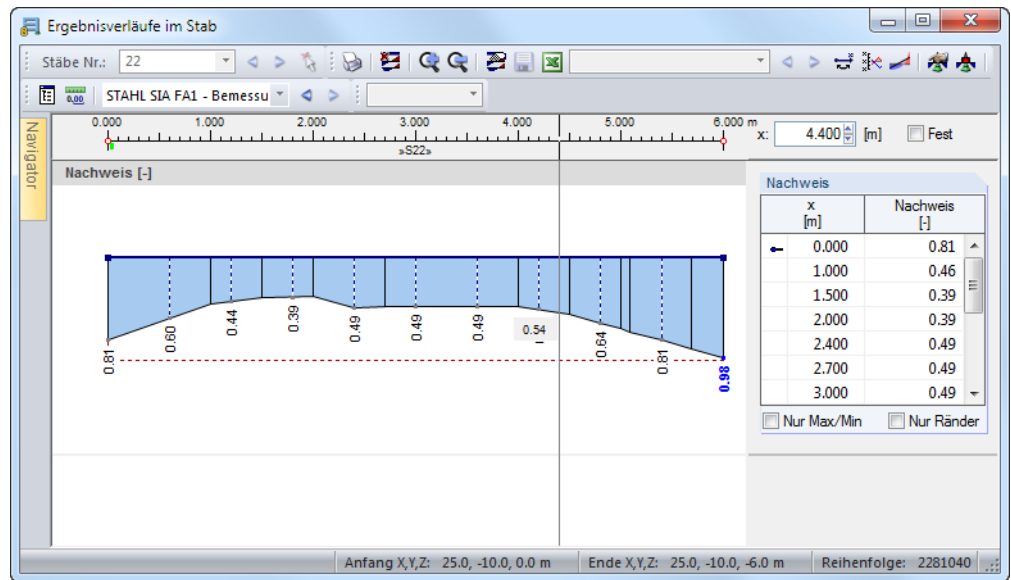 Ergebnisverläufe im Stab
Stäbe Nr.: 22
0,00 STAHL SIA FA1 - Bemessu
Navigator
0.000 1.000 2.000 3.000 4.000 5.000 6.000 m
»S22»
x: 4.400 [m] Fest
Nachweis [-]
0.81 0.60 0.44 0.39 0.49 0.49 0.49 0.54 0.64 0.81 0.98
Nachweis
x [m] Nachweis [-]
0.000 0.81
1.000 0.46
1.500 0.39
2.000 0.39
2.400 0.49
2.700 0.49
3.000 0.49
Nur Max/Min Nur Ränder
Anfang X,Y,Z: 25.0, -10.0, 0.0 m Ende X,Y,Z: 25.0, -10.0, -6.0 m Reihenfolge: 2281040